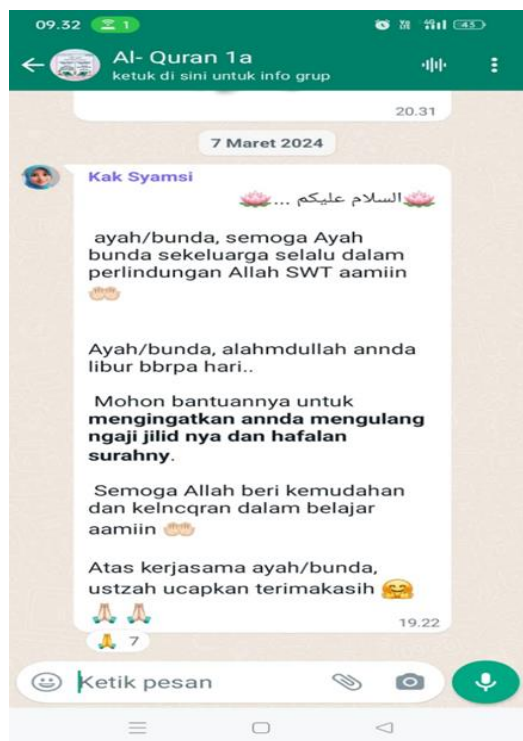 09.32 1 45
Al- Quran 1a
ketuk di sini untuk info grup
20.31
7 Maret 2024
Kak Syamsi
السلام عليكم ...
ayah/bunda, semoga Ayah
bunda sekeluarga selalu dalam
perlindungan Allah SWT aamiin
Ayah/bunda, alahmdullah annda
libur bbrpa hari..
Mohon bantuannya untuk
mengingatkan annda mengulang
ngaji jilid nya dan hafalan
surahny.
Semoga Allah beri kemudahan
dan kelncqran dalam belajar
aamiin
Atas kerjasama ayah/bunda,
ustzah ucapkan terimakasih
19.22
7
Ketik pesan